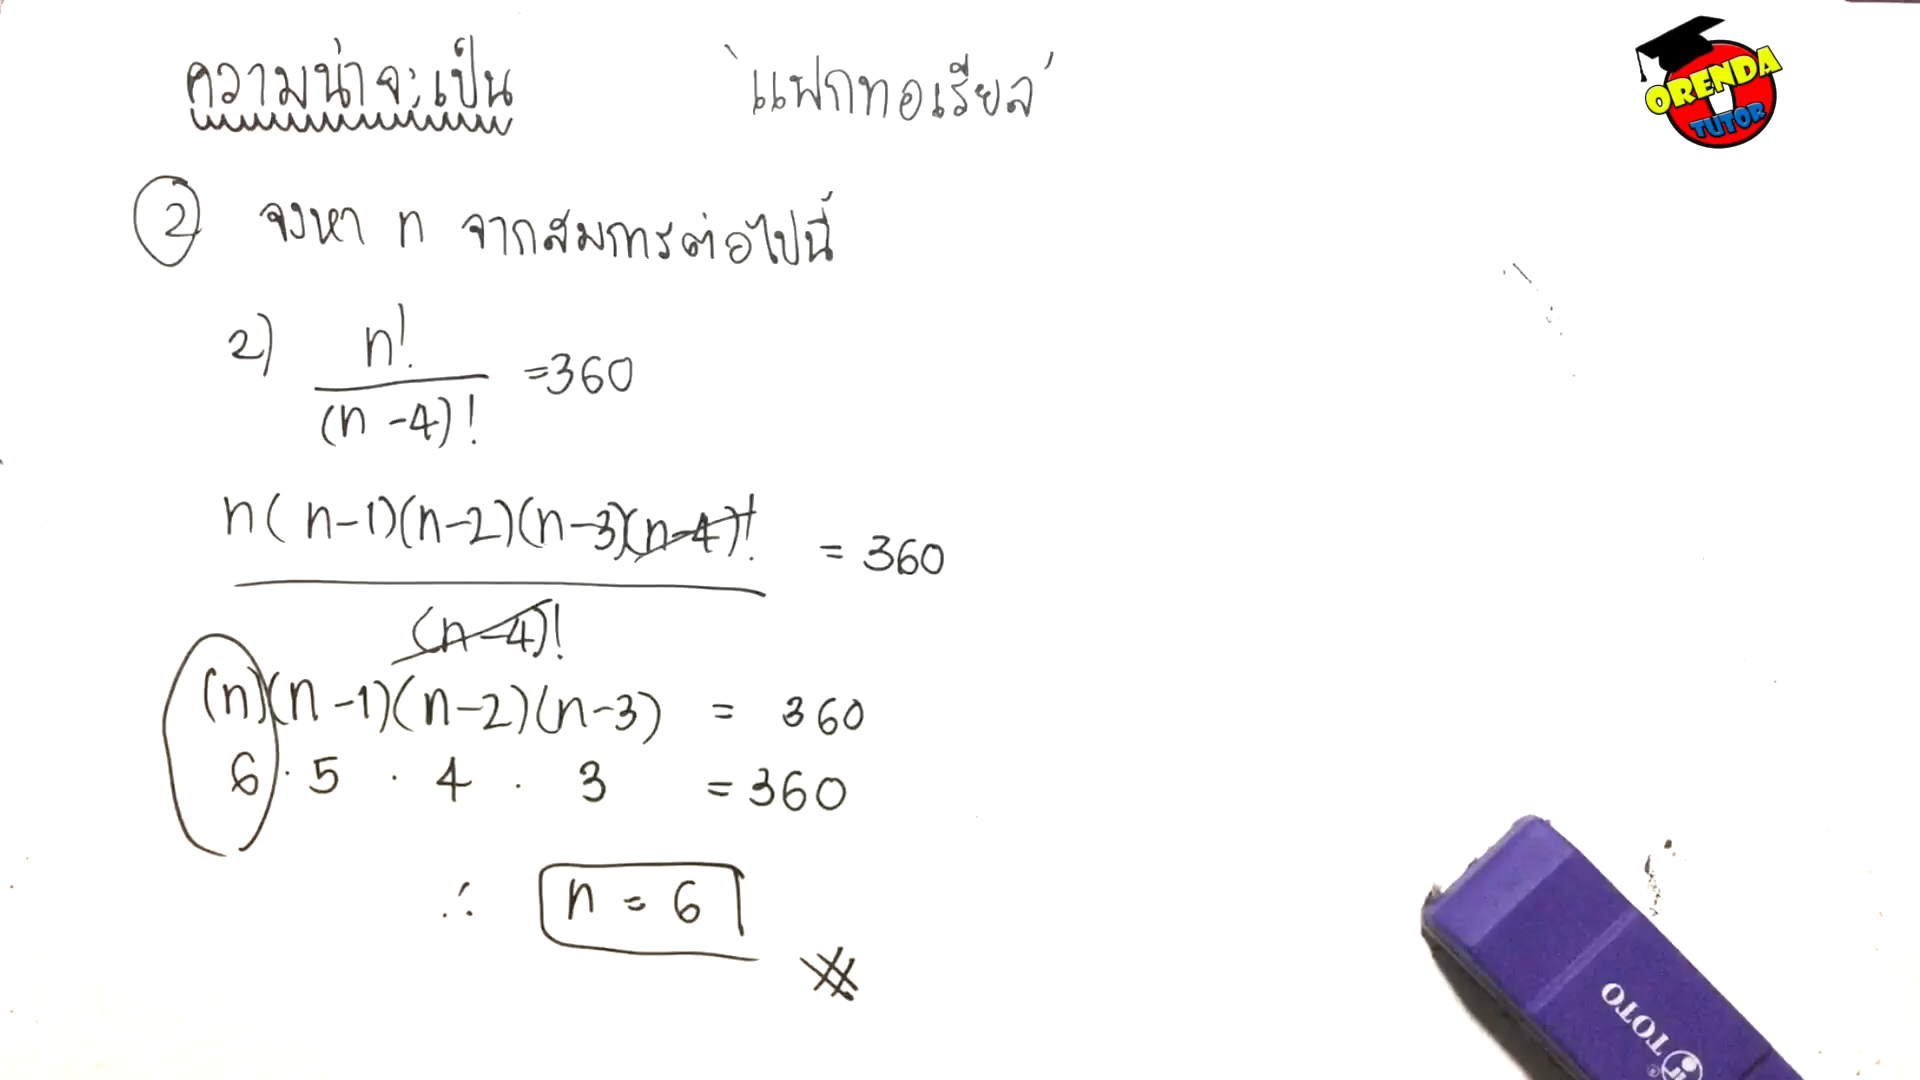 ความน่าจะเป็น "แฟกทอเรียล"
ORENDA
TUTOR
② จงหา n จากสมการต่อไปนี้
2) n! / (n-4)! =360
n(n-1)(n-2)(n-3)(n-4)! / (n-4)! = 360
(n)(n-1)(n-2)(n-3) = 360
6 · 5 · 4 · 3 = 360
∴ n = 6
TOTO